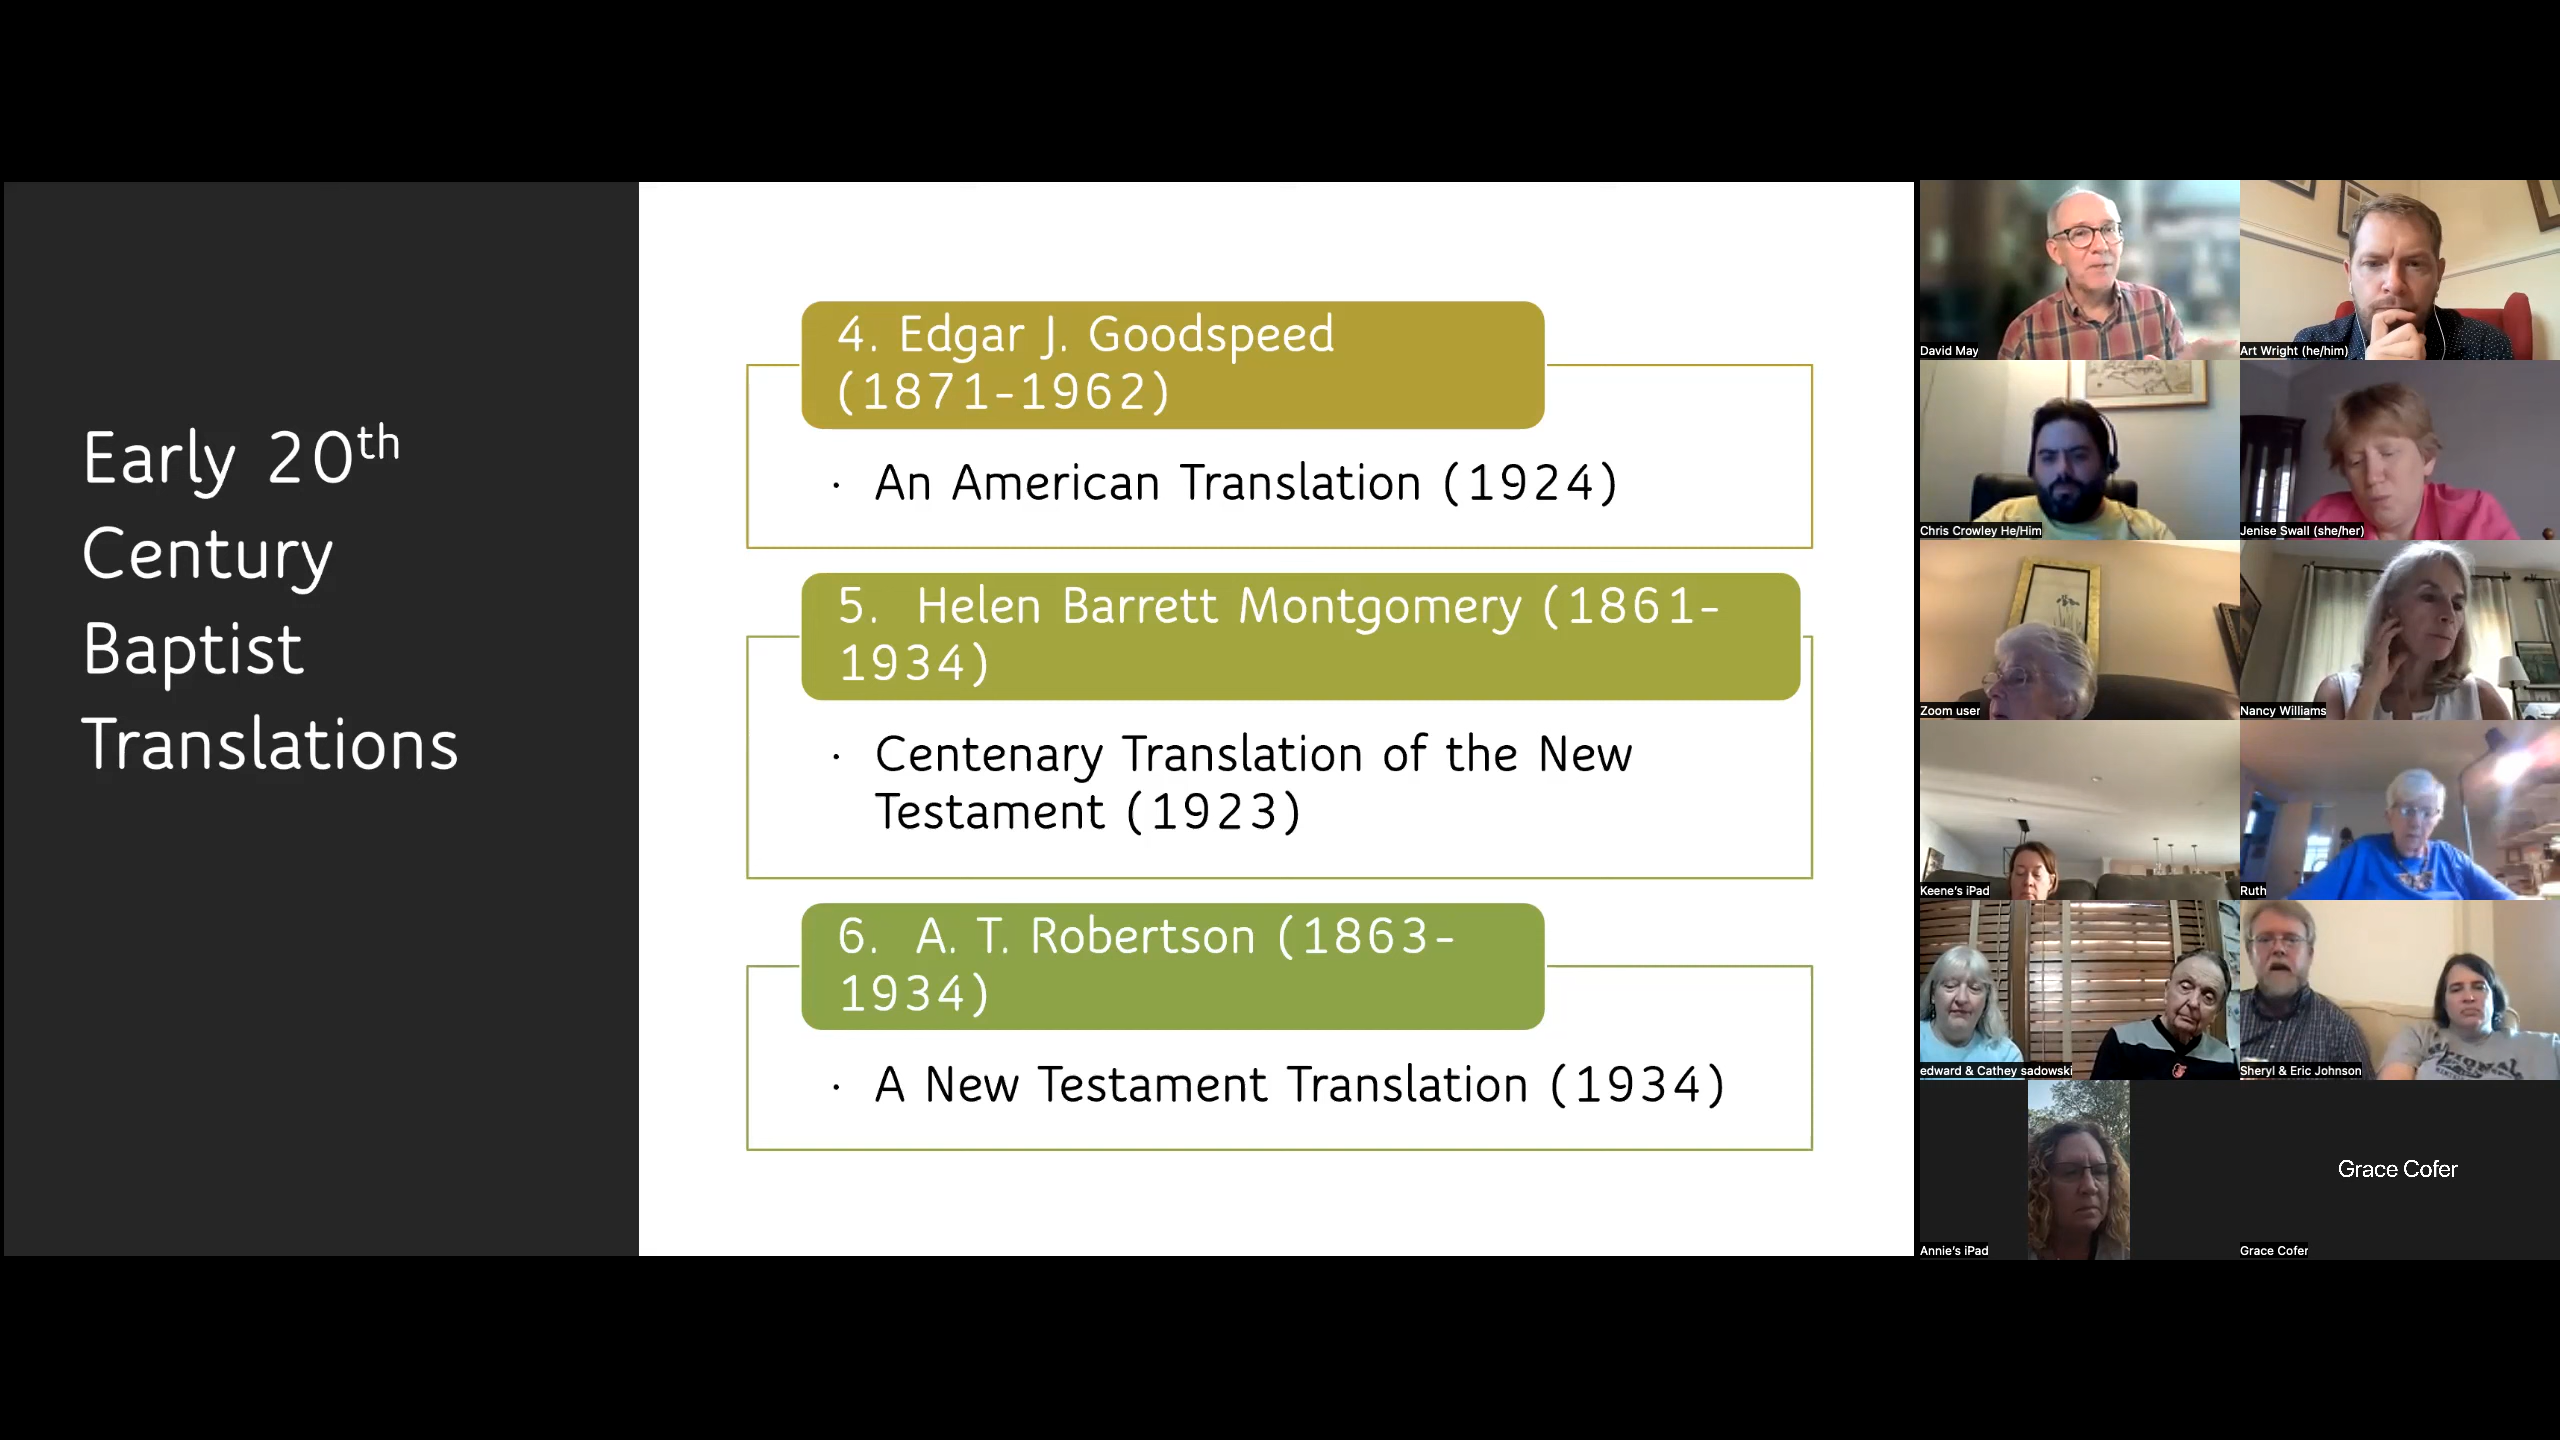 Early 20th
Century
Baptist
Translations
4. Edgar J. Goodspeed
(1871-1962)
· An American Translation (1924)
5. Helen Barrett Montgomery (1861-
1934)
· Centenary Translation of the New
Testament (1923)
6. A. T. Robertson (1863-
1934)
· A New Testament Translation (1934)
David May
Art Wright (he/him)
Chris Crowley He/Him
Jenise Swall (she/her)
Zoom user
Nancy Williams
Keene's iPad
Ruth
edward & Cathey sadowski
Sheryl & Eric Johnson
Annie's iPad
Grace Cofer
Grace Cofer